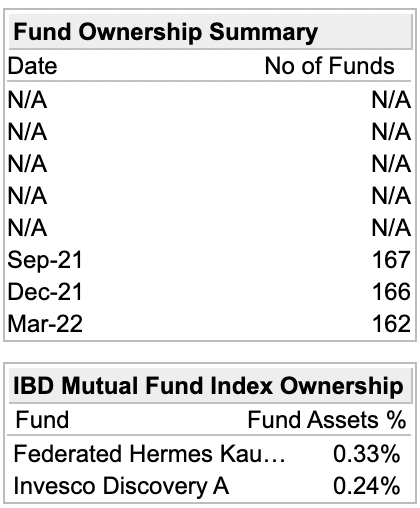 Fund Ownership Summary
Date No of Funds
N/A N/A
N/A N/A
N/A N/A
N/A N/A
N/A N/A
Sep-21 167
Dec-21 166
Mar-22 162
IBD Mutual Fund Index Ownership
Fund Fund Assets %
Federated Hermes Kau... 0.33%
Invesco Discovery A 0.24%